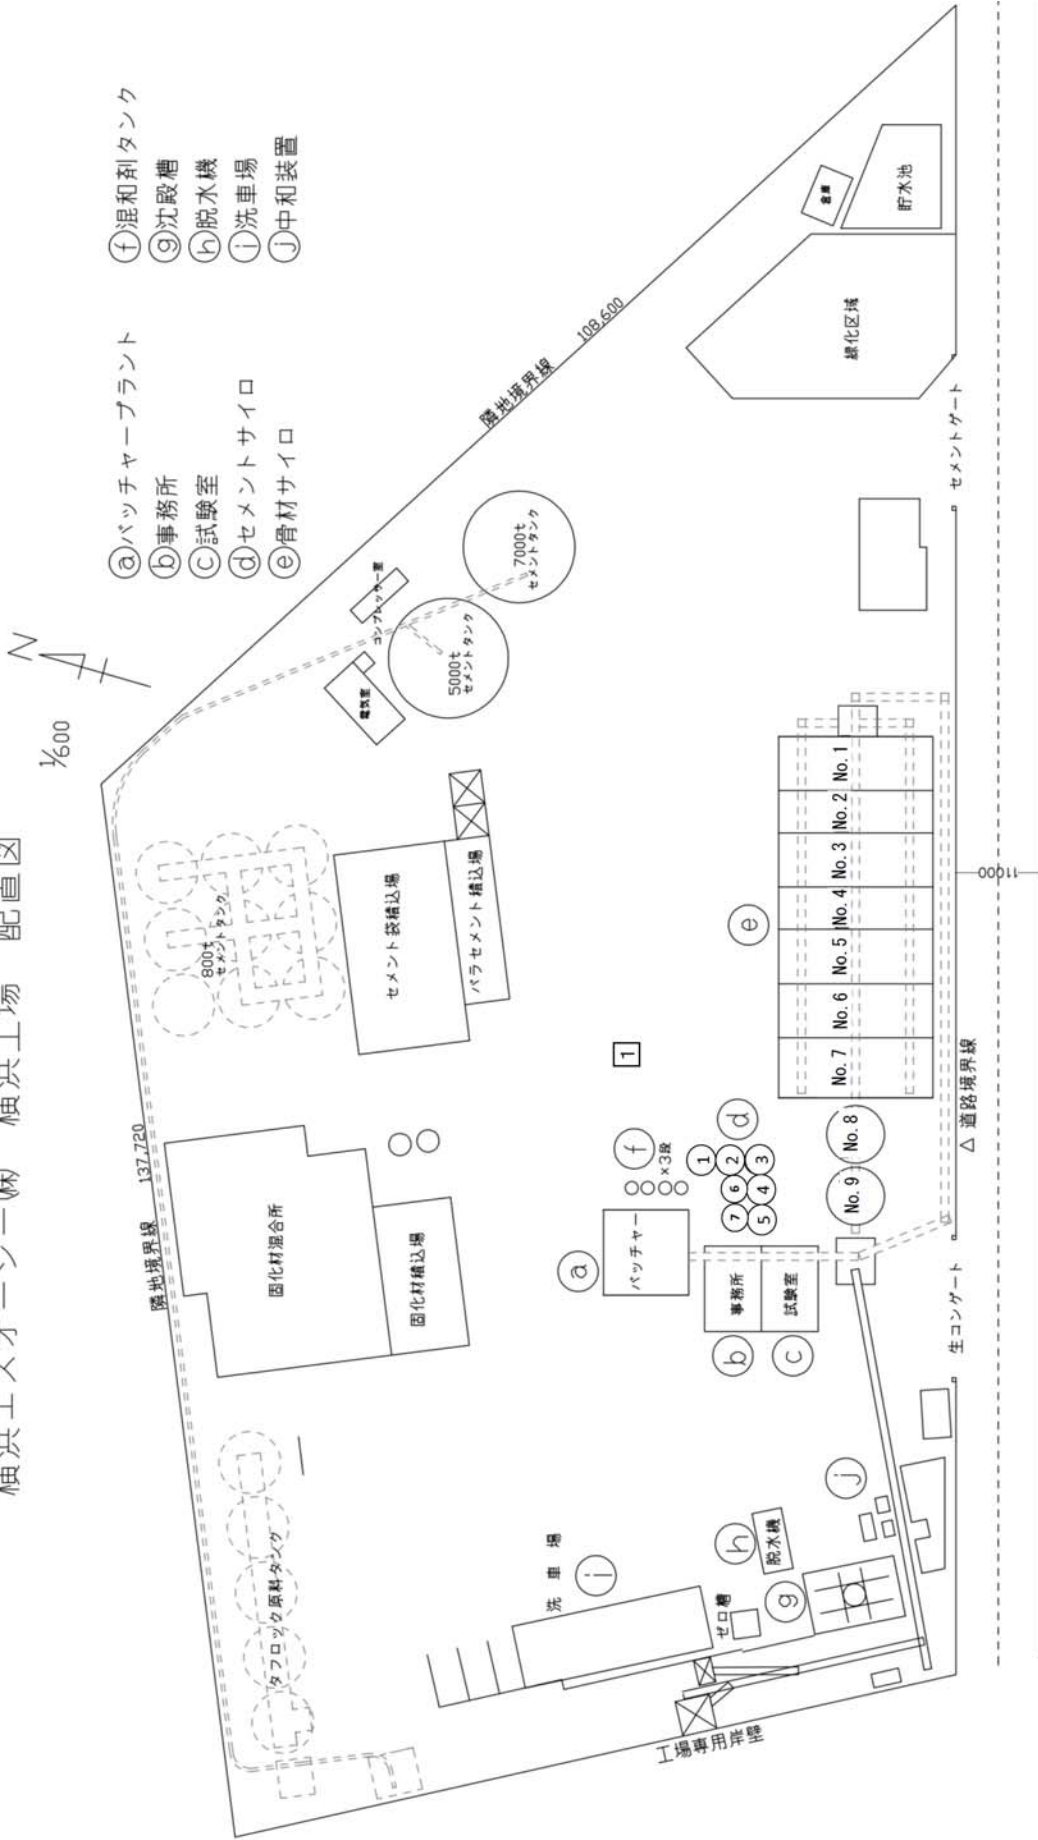 横浜エスオーシー(株) 横浜工場 配置図
1/600
N
ⓐバッチャープラント
ⓑ事務所
ⓒ試験室
ⓓセメントサイロ
ⓔ骨材サイロ
ⓕ混和剤タンク
ⓖ沈殿槽
ⓗ脱水機
ⓘ洗車場
ⓙ中和装置
隣地境界線
137,720
隣地境界線
108,600
タフロック原料タンク
固化材混合所
固化材積込場
800t
セメントタンク
セメント袋積込場
バラセメント積込場
電気室
コンプレッサー室
5000t
セメントタンク
7000t
セメントタンク
倉庫
貯水池
緑化区域
1
洗車場
ⓘ
ゼロ槽
ⓖ
ⓗ
脱水機
ⓙ
工場専用岸壁
ⓐ
バッチャー
ⓑ
事務所
ⓒ
試験室
ⓕ
×3段
ⓓ
1
2
3
6
4
7
5
ⓔ
No.9
No.8
No.7
No.6
No.5
No.4
No.3
No.2
No.1
生コンゲート
△ 道路境界線
11000
セメントゲート